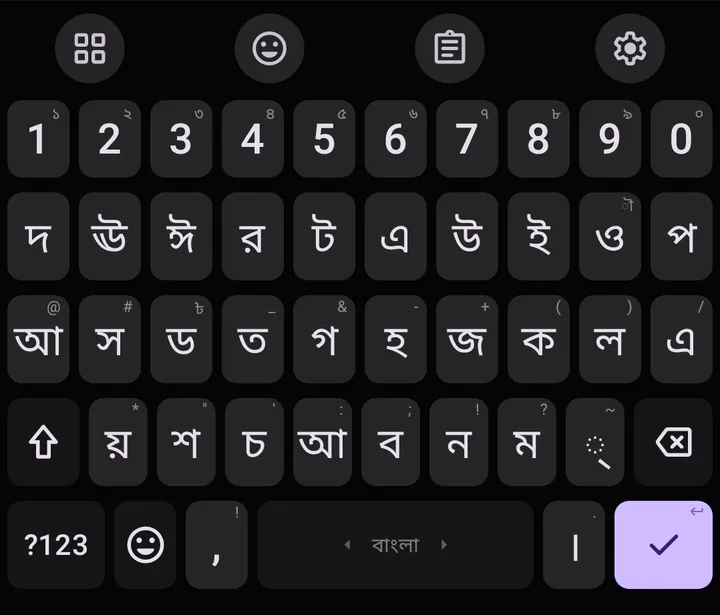 1 ১ 2 ২ 3 ৩ 4 ৪ 5 ৫ 6 ৬ 7 ৭ 8 ৮ 9 ৯ 0 ০
দ ঊ ঈ র ট এ উ ই ও ৗ প
আ @ স # ড ৳ ত _ গ & হ - জ + ক ( ল ) এ /
য় * শ " চ ' আ : ব ; ন ! ম ? ্ ~
?123 , ! বাংলা । .